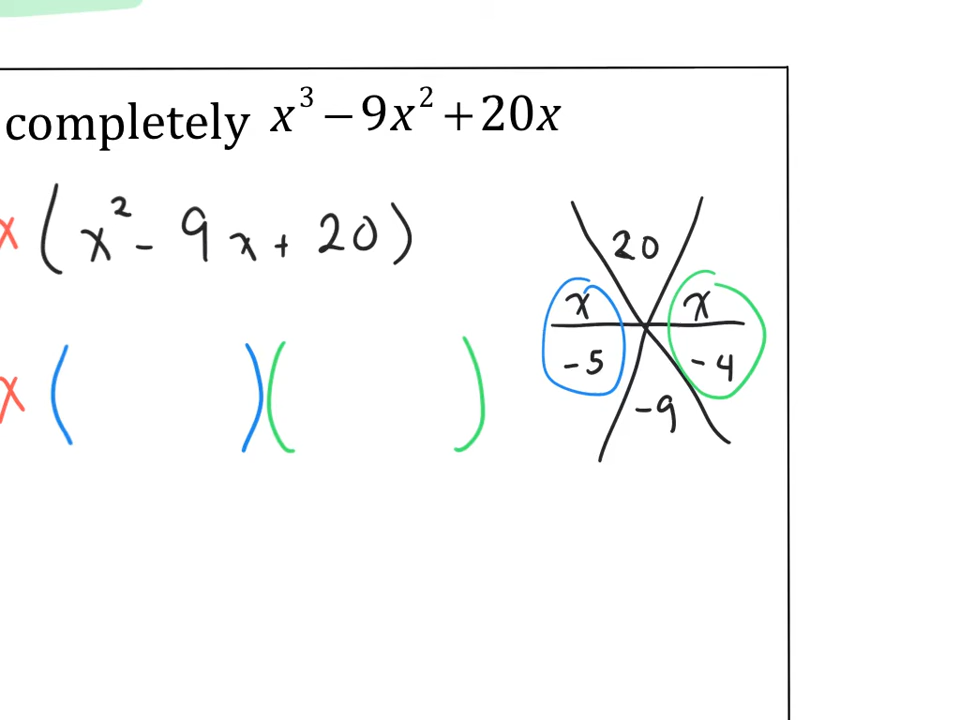 completely x³ − 9x² + 20x
x ( x² - 9x + 20 )
20
x x
-5 -4
-9
x ( )( )